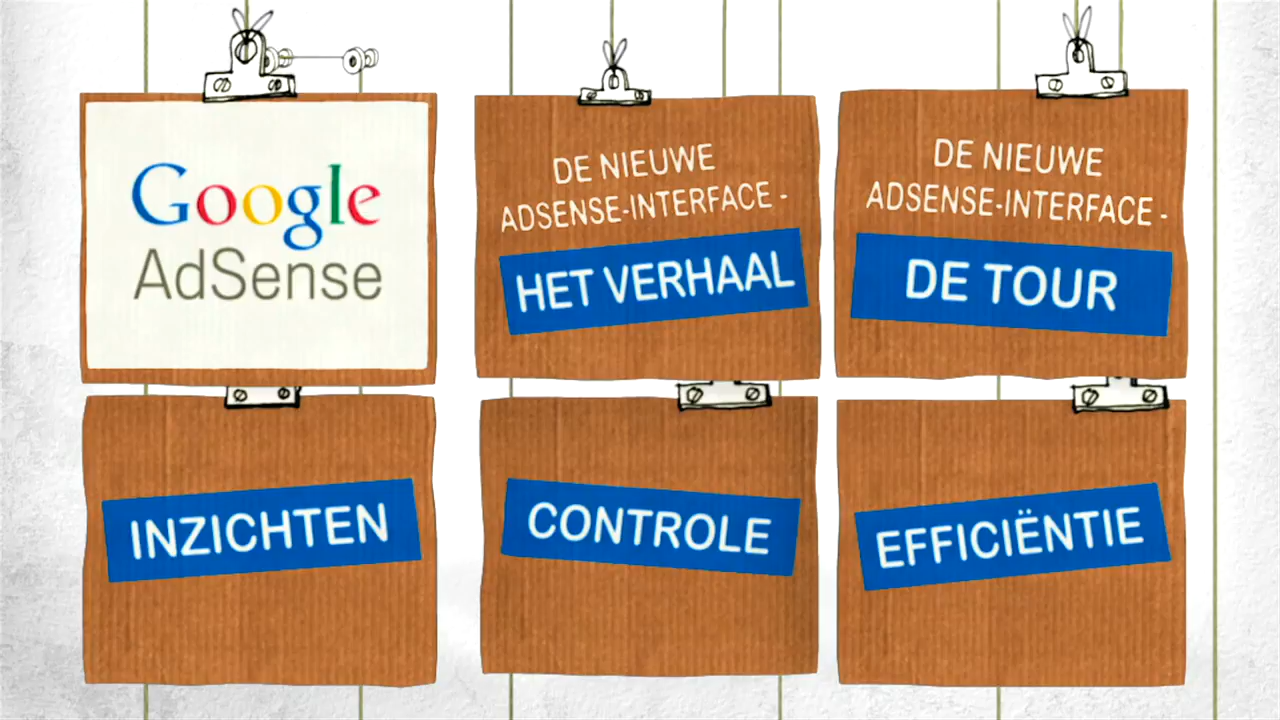 Google
AdSense
DE NIEUWE
ADSENSE-INTERFACE -
HET VERHAAL
DE NIEUWE
ADSENSE-INTERFACE -
DE TOUR
INZICHTEN
CONTROLE
EFFICIËNTIE